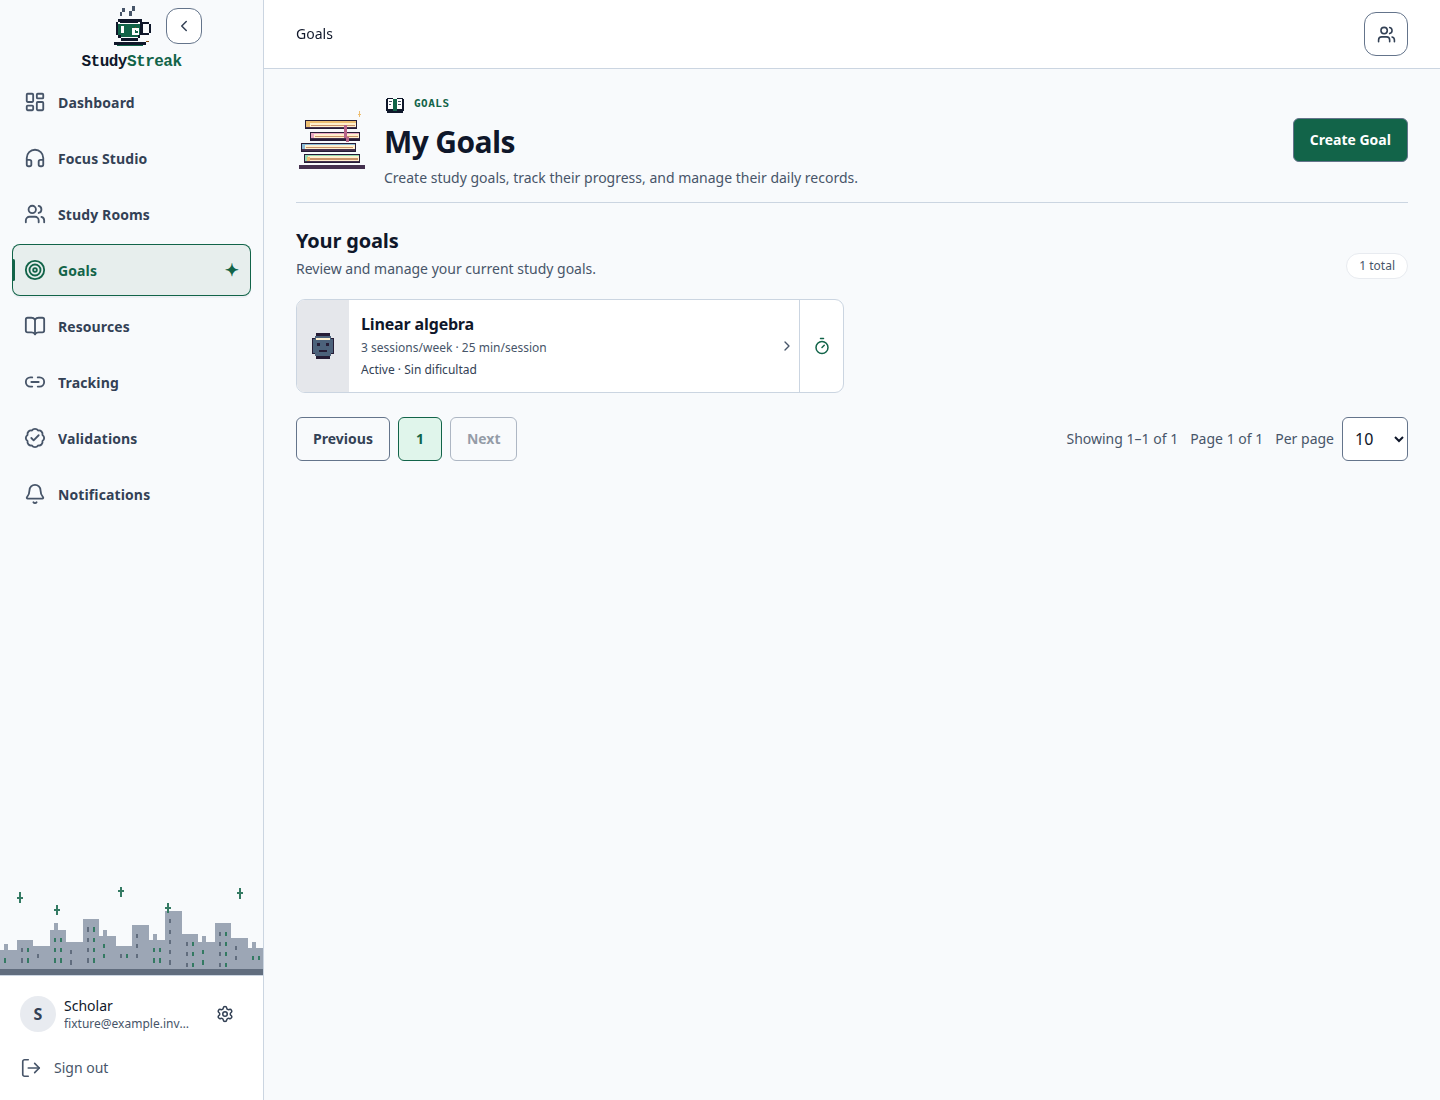 StudyStreak
Dashboard
Focus Studio
Study Rooms
Goals
Resources
Tracking
Validations
Notifications
S
Scholar
fixture@example.inv...
Sign out
Goals
GOALS
My Goals
Create study goals, track their progress, and manage their daily records.
Create Goal
Your goals
Review and manage your current study goals.
1 total
Linear algebra
3 sessions/week · 25 min/session
Active · Sin dificultad
Previous
1
Next
Showing 1–1 of 1
Page 1 of 1
Per page
10